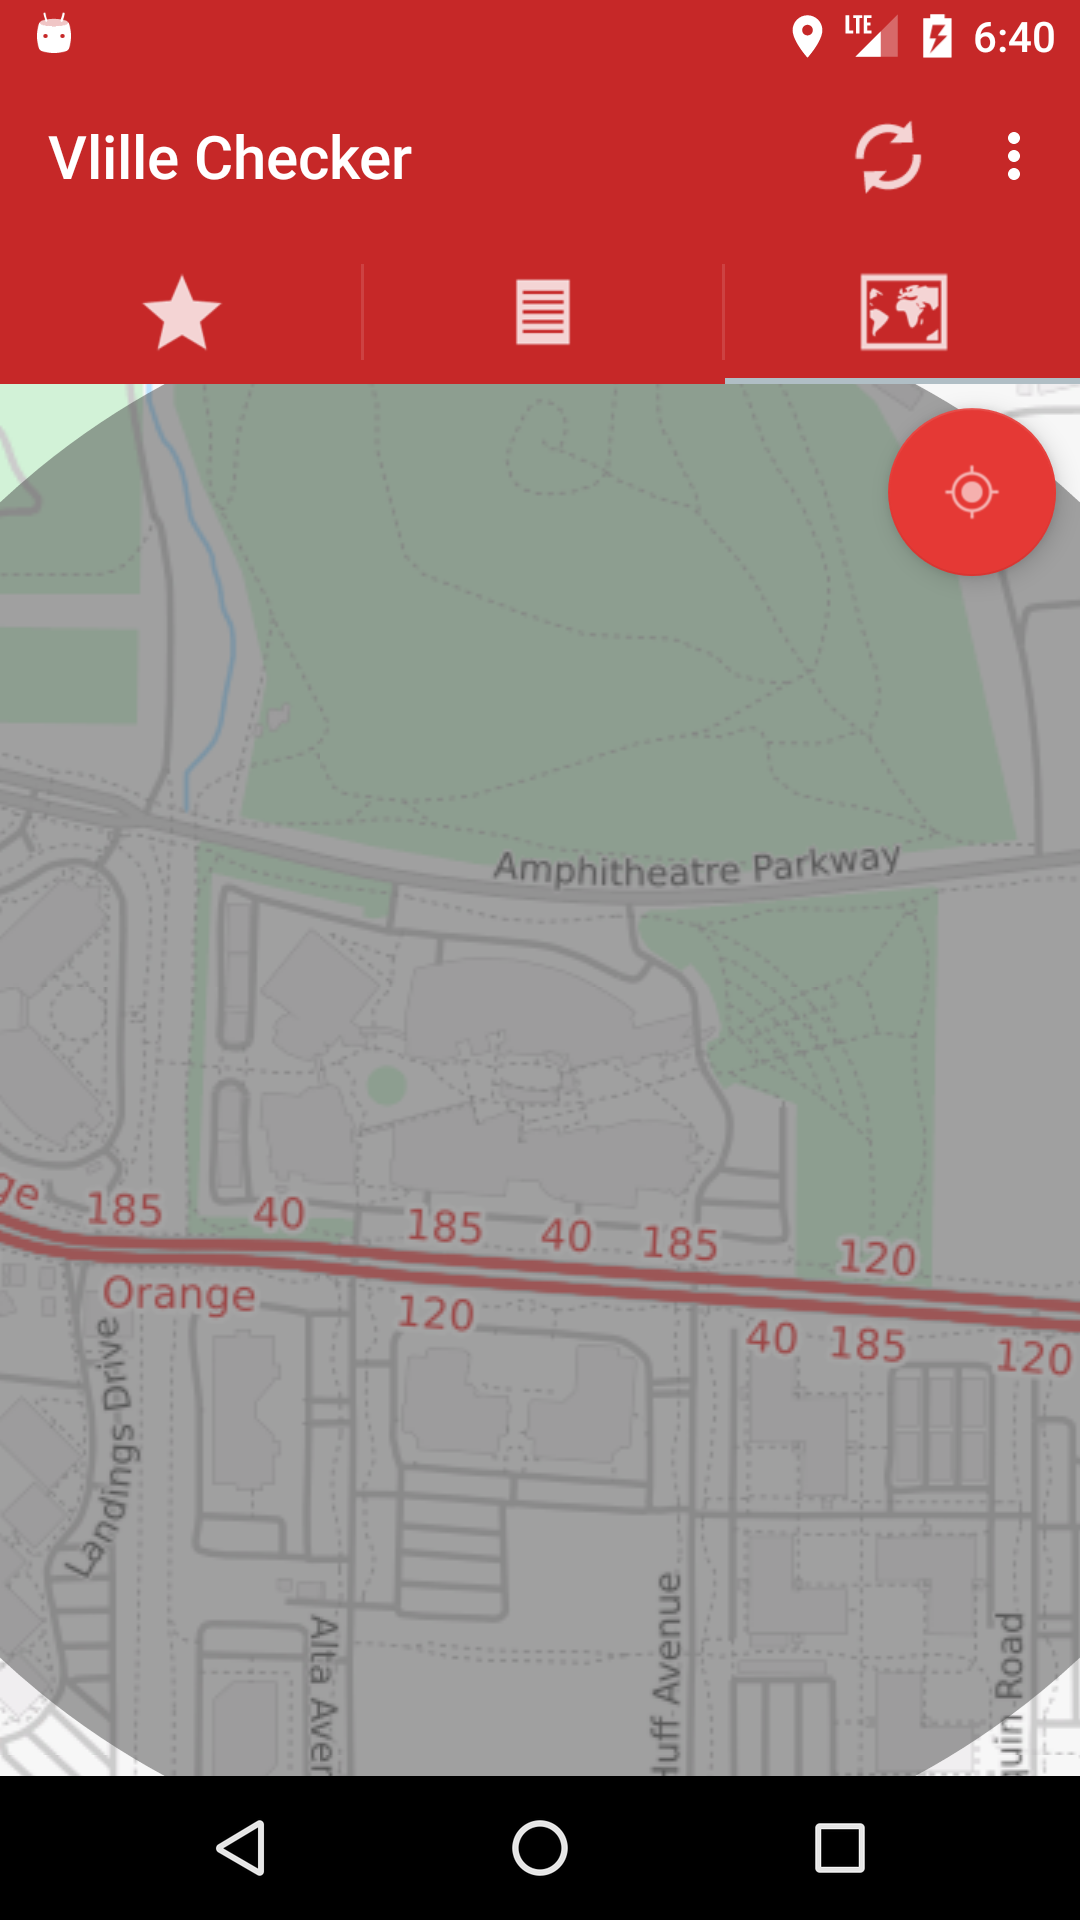 LTE 6:40
Vlille Checker
Amphitheatre Parkway
185 40 185 40 185 120
Orange 120 40 185 120
Landings Drive
Huff Avenue
Alta
Road